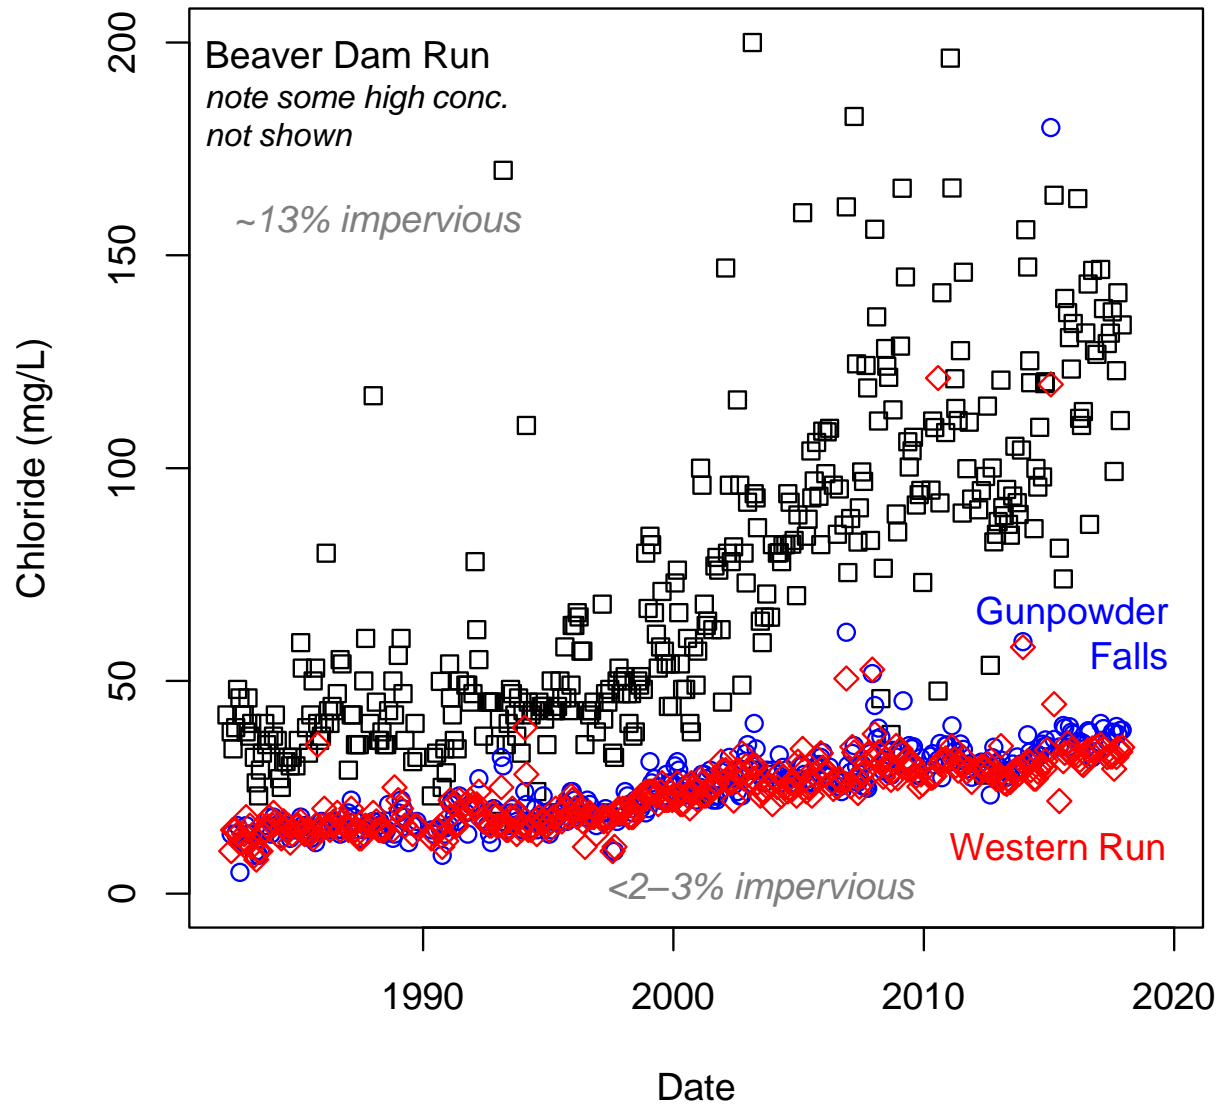 Beaver Dam Run
note some high conc.
not shown
~13% impervious
Gunpowder
Falls
Western Run
<2–3% impervious
Chloride (mg/L)
200
150
100
50
0
1990 2000 2010 2020
Date